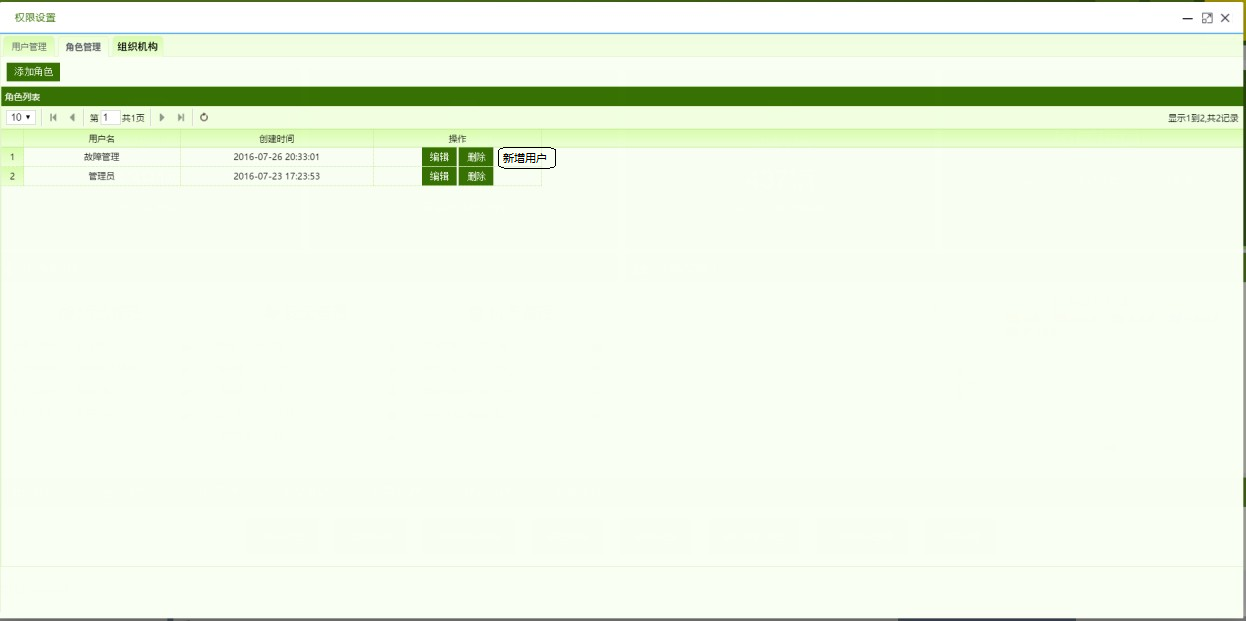 权限设置
用户管理 角色管理 组织机构
添加角色
角色列表
10 第 1 共1页 显示1到2,共2记录
用户名 创建时间 操作
1 故障管理 2016-07-26 20:33:01 编辑 删除 新增用户
2 管理员 2016-07-23 17:23:53 编辑 删除